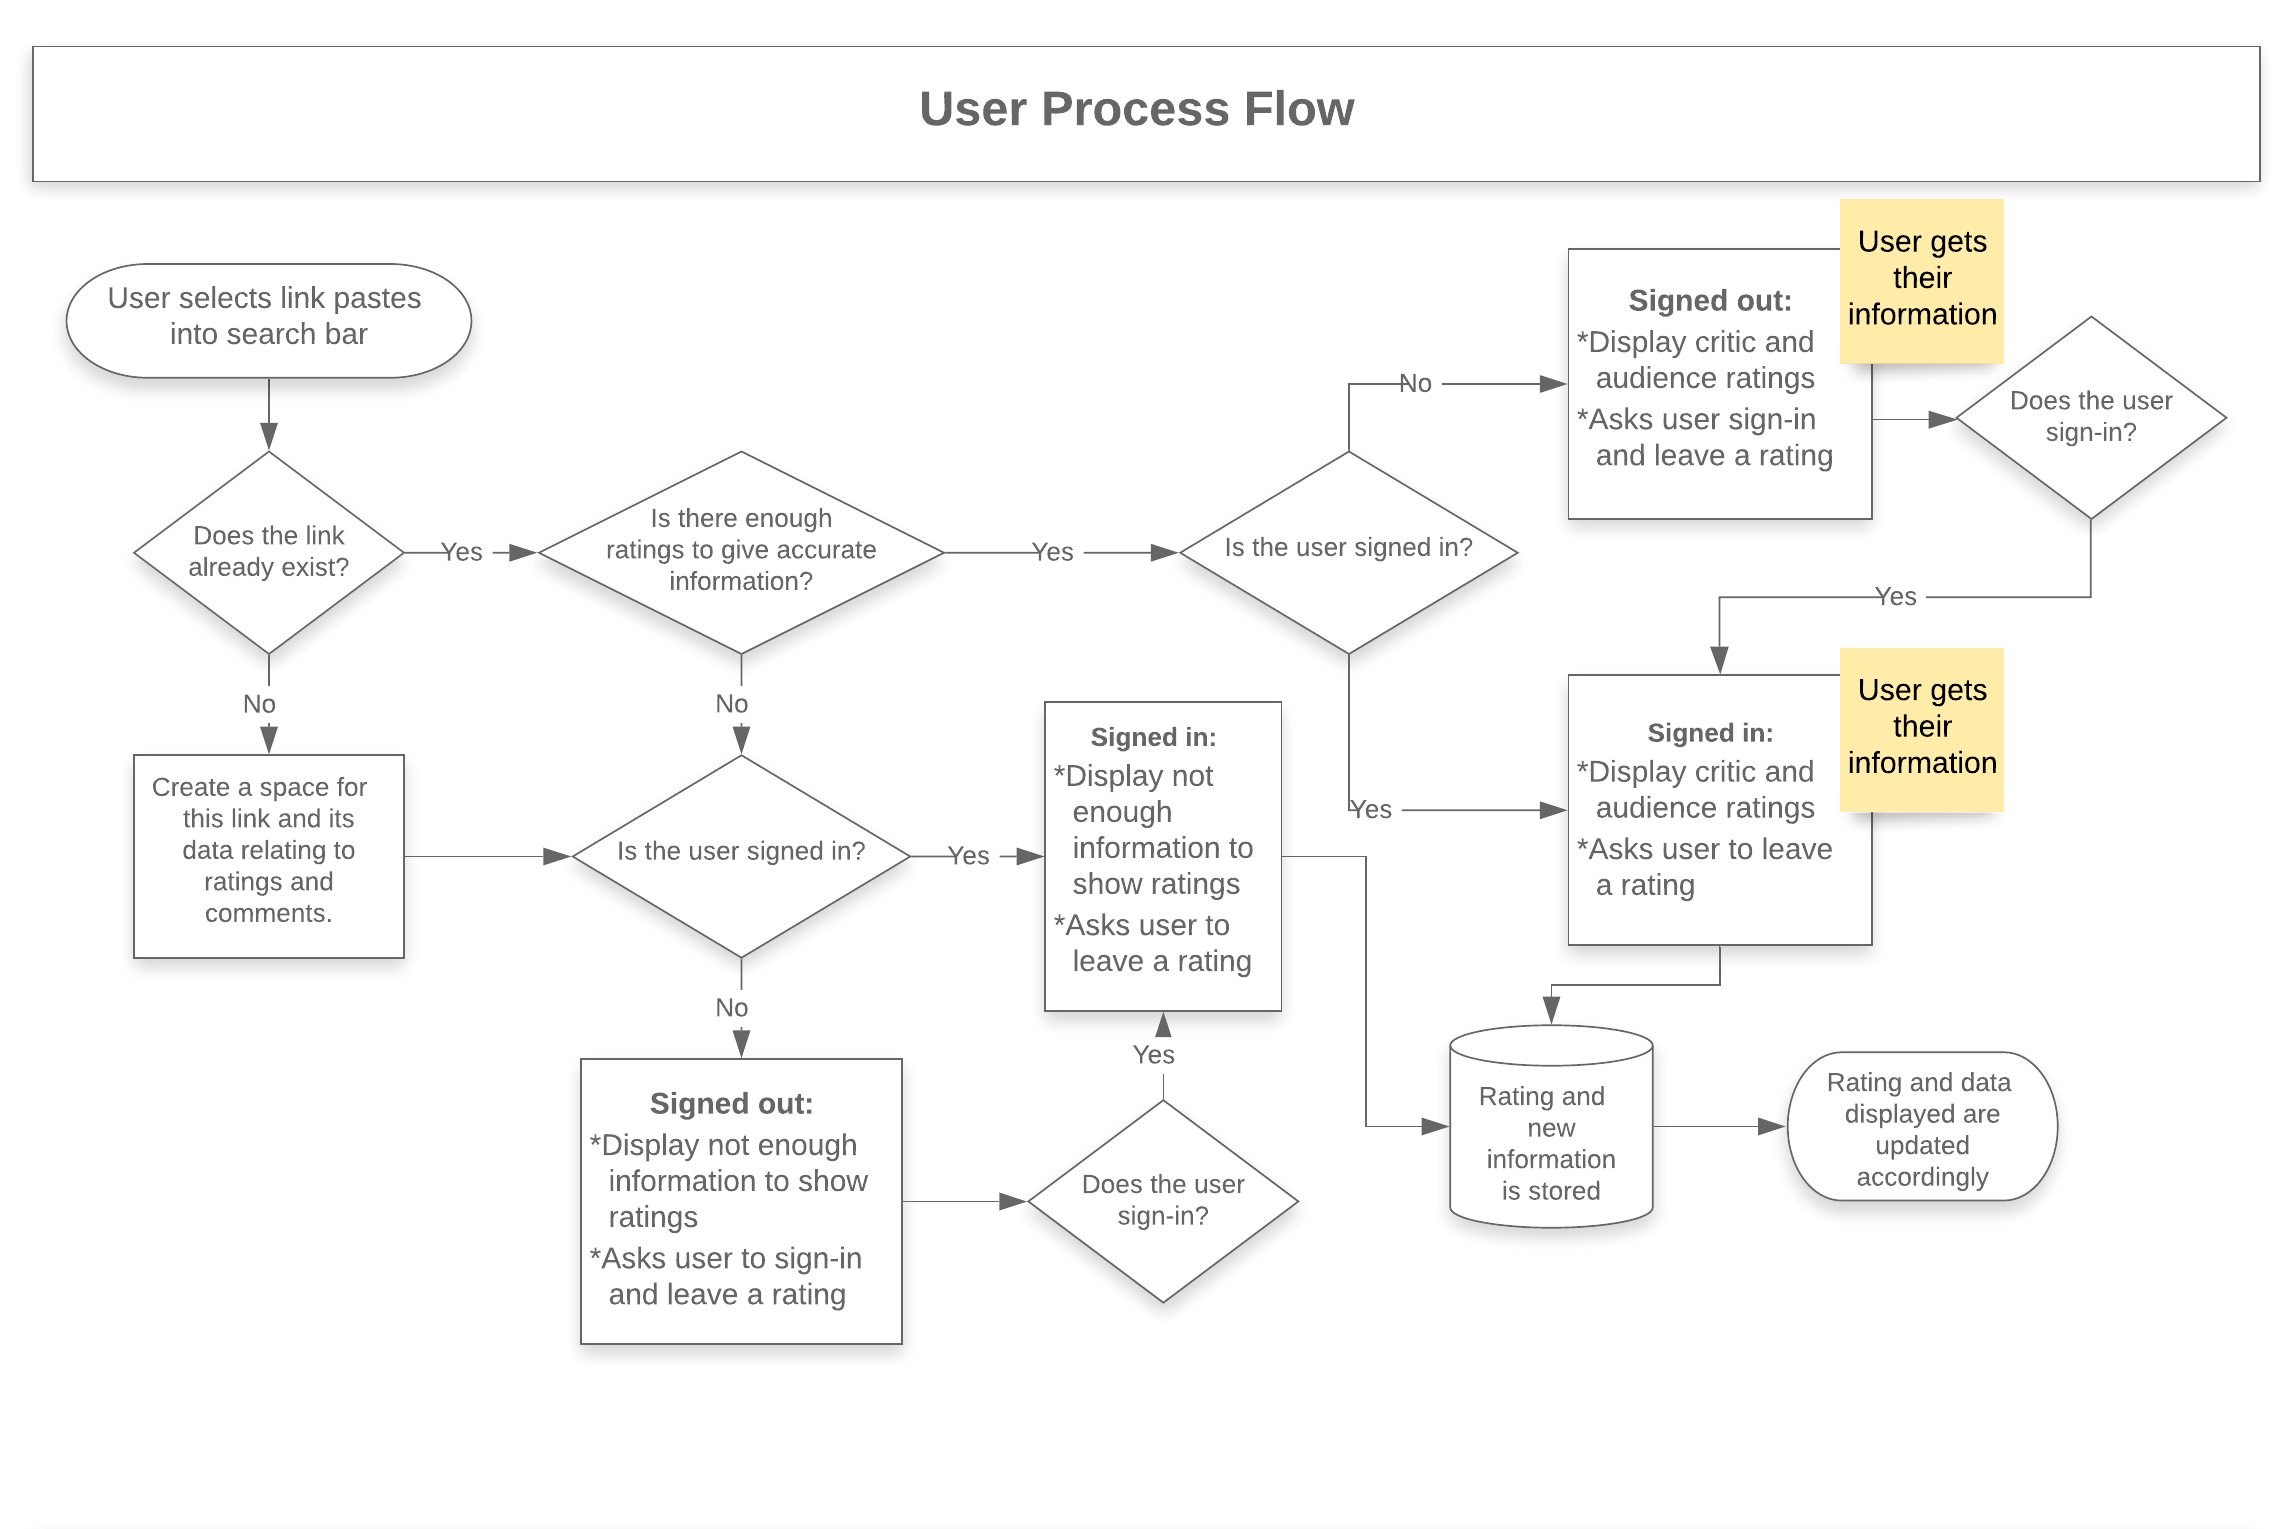 User Process Flow
User selects link pastes
into search bar
Does the link
already exist?
Yes
No
Create a space for
this link and its
data relating to
ratings and
comments.
Is there enough
ratings to give accurate
information?
Yes
No
Is the user signed in?
Yes
No
Signed out:
*Display not enough
information to show
ratings
*Asks user to sign-in
and leave a rating
Does the user
sign-in?
Yes
Signed in:
*Display not
enough
information to
show ratings
*Asks user to
leave a rating
Is the user signed in?
No
Yes
Signed out:
*Display critic and
audience ratings
*Asks user sign-in
and leave a rating
User gets
their
information
Does the user
sign-in?
Yes
Signed in:
*Display critic and
audience ratings
*Asks user to leave
a rating
User gets
their
information
Rating and
new
information
is stored
Rating and data
displayed are
updated
accordingly